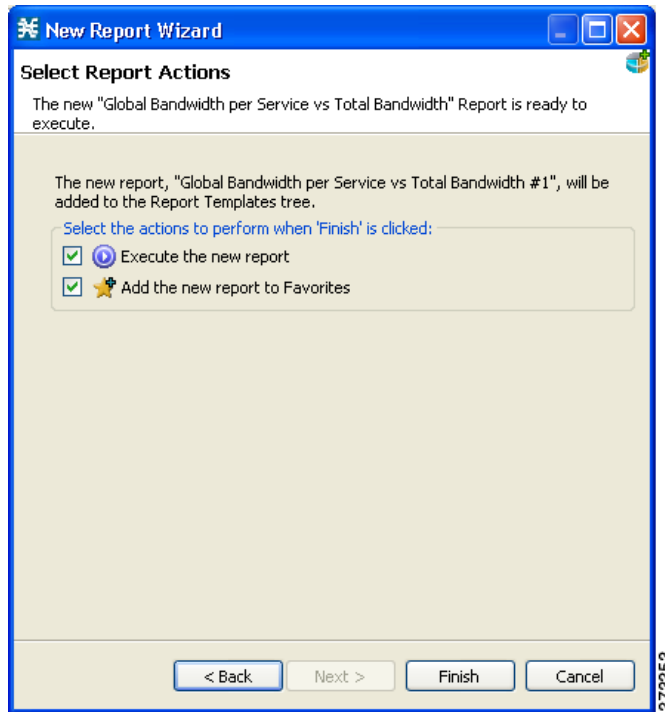 New Report Wizard
Select Report Actions
The new "Global Bandwidth per Service vs Total Bandwidth" Report is ready to
execute.
The new report, "Global Bandwidth per Service vs Total Bandwidth #1", will be
added to the Report Templates tree.
Select the actions to perform when 'Finish' is clicked:
Execute the new report
Add the new report to Favorites
< Back
Next >
Finish
Cancel